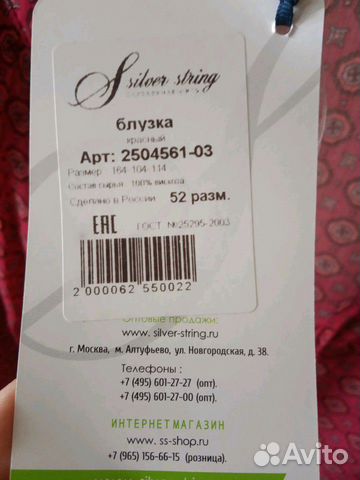 silver string
блузка
красный
Арт: 2504561-03
Размер 164-104-114
Состав сырья 100% вискоза
Сделано в России 52 разм.
EAC
ГОСТ №25295-2003
2 000062 550022
Оптовые продажи:
www. silver-string.ru
г. Москва, м. Алтуфьево, ул. Новгородская, д. 38.
Телефоны :
+7 (495) 601-27-27 (опт).
+7 (495) 601-27-00 (опт).
ИНТЕРНЕТ МАГАЗИН
www. ss-shop.ru
+7 (965) 156-66-15 (розница).
Avito